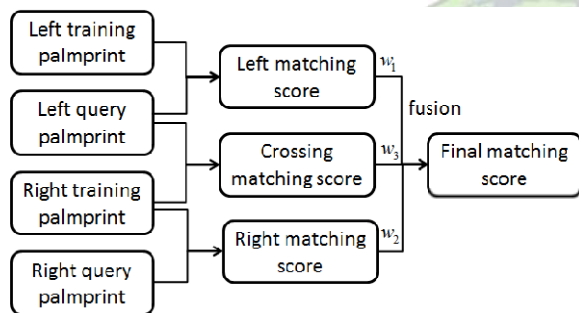 Left training
palmprint
Left query
palmprint
Right training
palmprint
Right query
palmprint
Left matching
score
Crossing
matching score
Right matching
score
w1
w3
w2
fusion
Final matching
score